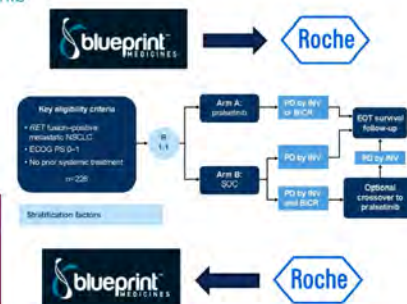 blueprint™
MEDICINES
Roche
Key eligibility criteria
• RET fusion–positive
metastatic NSCLC
• ECOG PS 0–1
• No prior systemic treatment
n=226
R
1:1
Arm A:
pralsetinib
PD by INV
or BICR
EOT survival
follow-up
Arm B:
SOC
PD by INV
PD by INV
PD by INV
and BICR
Optional
crossover to
pralsetinib
Stratification factors
blueprint™
MEDICINES
Roche